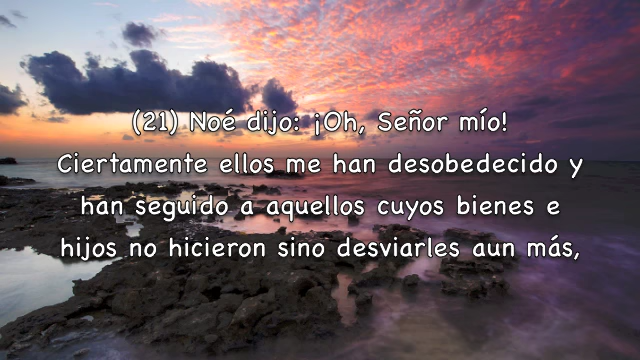 (21) Noé dijo: ¡Oh, Señor mío!
Ciertamente ellos me han desobedecido y
han seguido a aquellos cuyos bienes e
hijos no hicieron sino desviarles aun más,